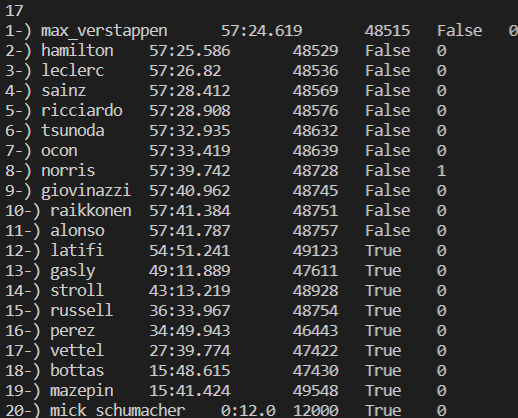 17
1-) max_verstappen 57:24.619 48515 False 0
2-) hamilton 57:25.586 48529 False 0
3-) leclerc 57:26.82 48536 False 0
4-) sainz 57:28.412 48569 False 0
5-) ricciardo 57:28.908 48576 False 0
6-) tsunoda 57:32.935 48632 False 0
7-) ocon 57:33.419 48639 False 0
8-) norris 57:39.742 48728 False 1
9-) giovinazzi 57:40.962 48745 False 0
10-) raikkonen 57:41.384 48751 False 0
11-) alonso 57:41.787 48757 False 0
12-) latifi 54:51.241 49123 True 0
13-) gasly 49:11.889 47611 True 0
14-) stroll 43:13.219 48928 True 0
15-) russell 36:33.967 48754 True 0
16-) perez 34:49.943 46443 True 0
17-) vettel 27:39.774 47422 True 0
18-) bottas 15:48.615 47430 True 0
19-) mazepin 15:41.424 49548 True 0
20-) mick_schumacher 0:12.0 12000 True 0